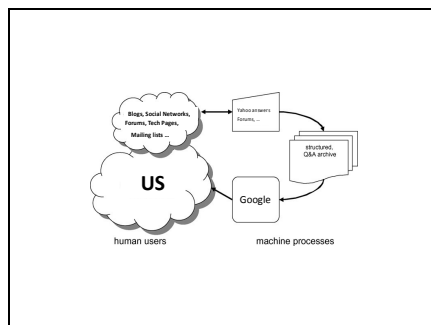 Blogs, Social Networks,
Forums, Tech Pages,
Mailing lists ...
Yahoo answers
Forums, ...
structured,
Q&A archive
US
Google
human users
machine processes